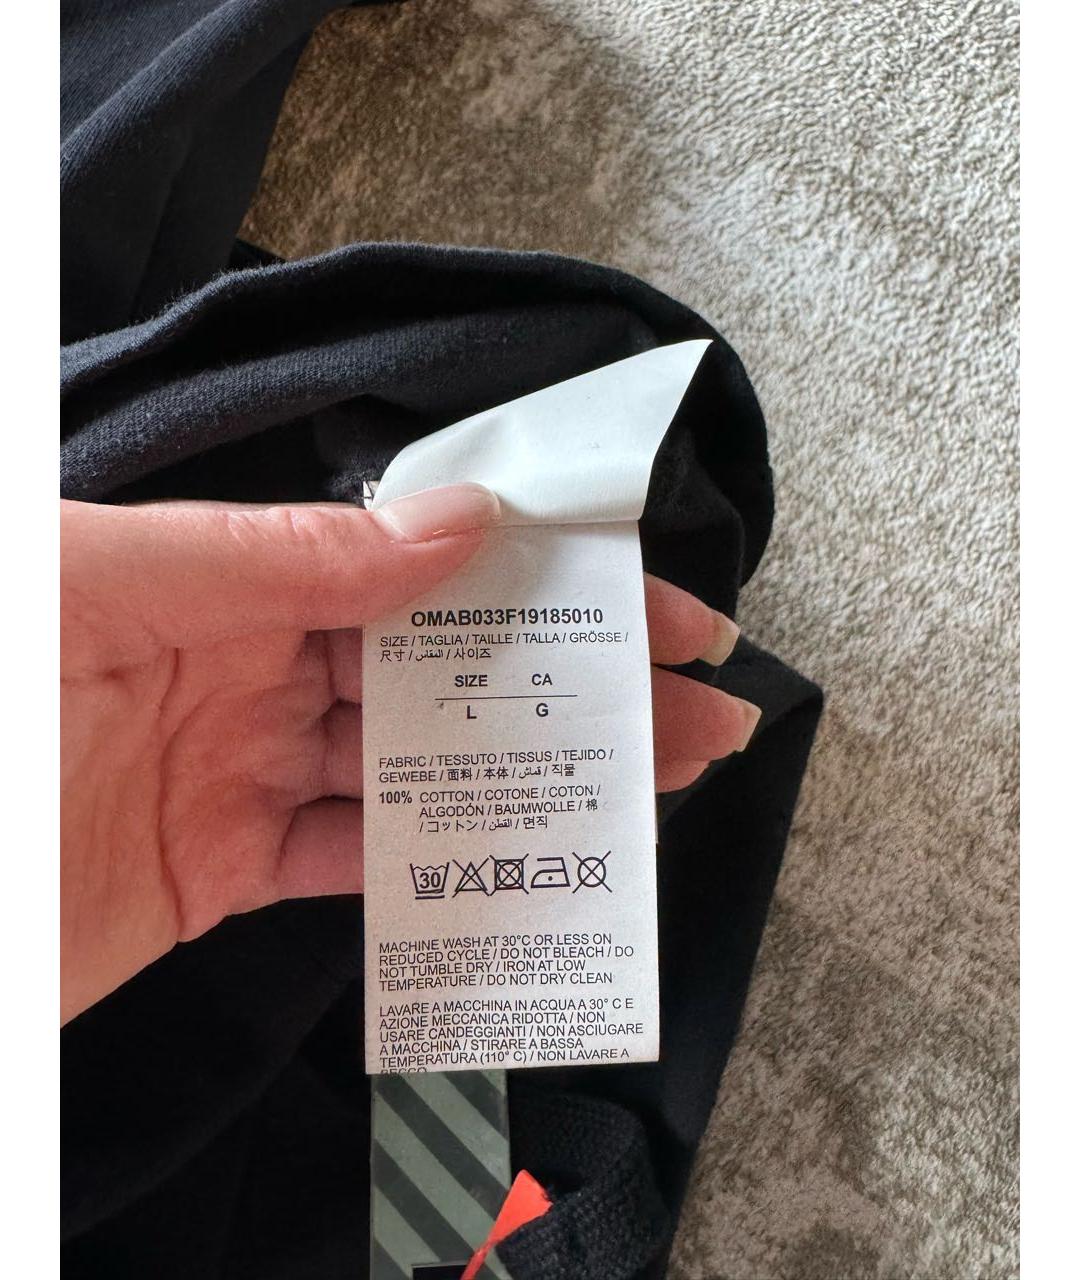 OMAB033F19185010
SIZE / TAGLIA / TAILLE / TALLA / GRÖSSE /
尺寸 / المقاس / 사이즈
SIZE CA
L G
FABRIC / TESSUTO / TISSUS / TEJIDO /
GEWEBE / 面料 / 本体 / قماش / 직물
100% COTTON / COTONE / COTON /
ALGODÓN / BAUMWOLLE / 棉
/ コットン / القطن / 면직
30
MACHINE WASH AT 30°C OR LESS ON
REDUCED CYCLE / DO NOT BLEACH / DO
NOT TUMBLE DRY / IRON AT LOW
TEMPERATURE / DO NOT DRY CLEAN
LAVARE A MACCHINA IN ACQUA A 30° C E
AZIONE MECCANICA RIDOTTA / NON
USARE CANDEGGIANTI / NON ASCIUGARE
A MACCHINA / STIRARE A BASSA
TEMPERATURA (110° C) / NON LAVARE A